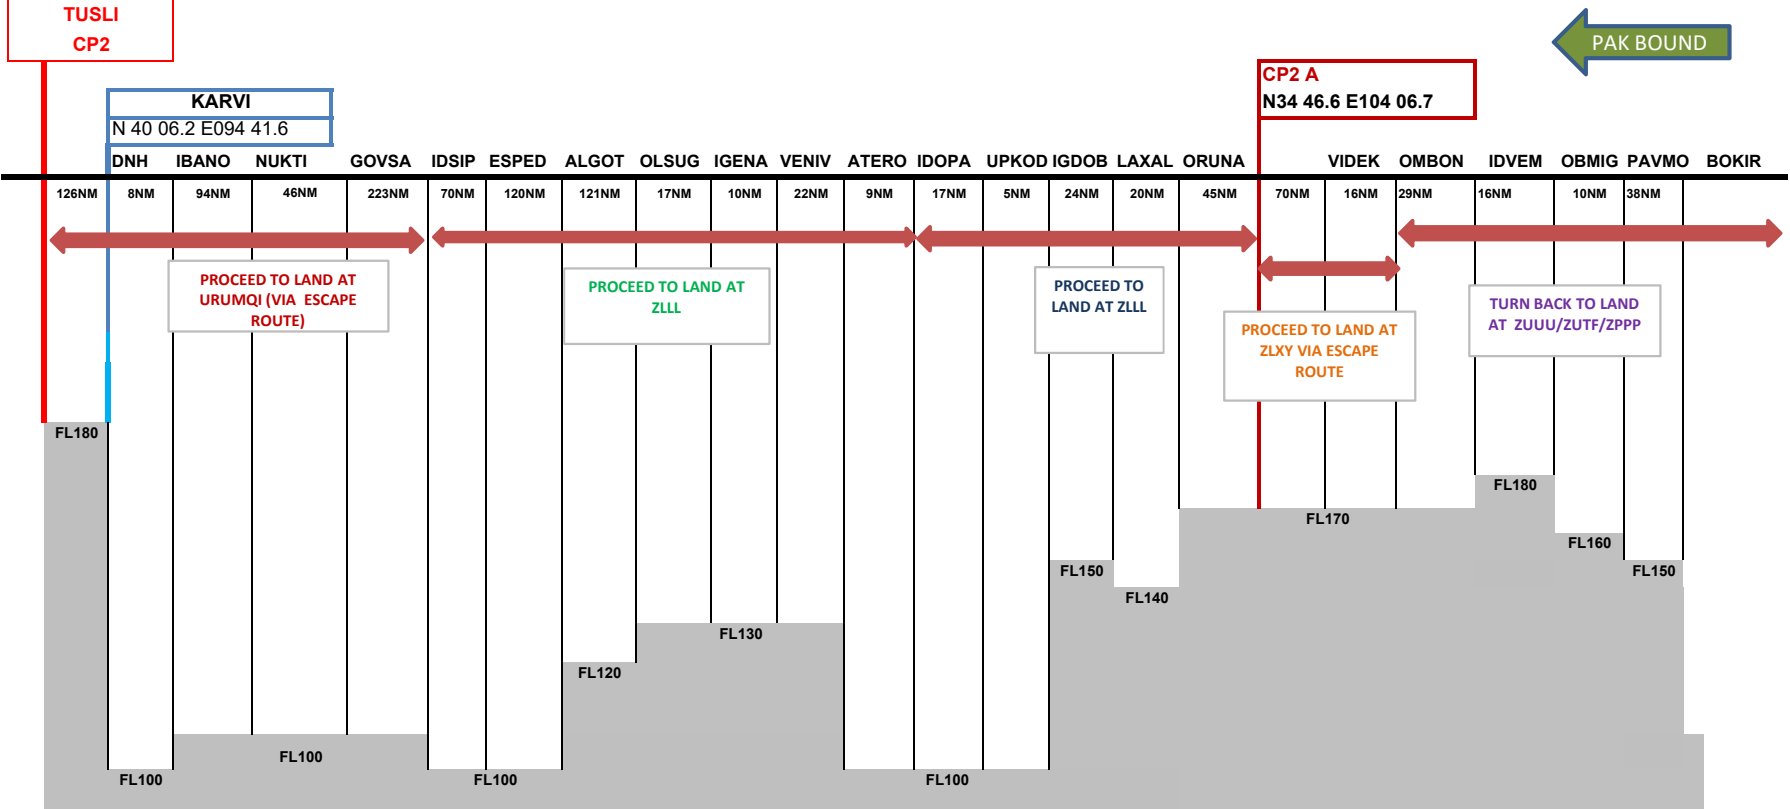 TUSLI
CP2
PAK BOUND
CP2 A
N34 46.6 E104 06.7
KARVI
N 40 06.2 E094 41.6
DNH IBANO NUKTI GOVSA IDSIP ESPED ALGOT OLSUG IGENA VENIV ATERO IDOPA UPKOD IGDOB LAXAL ORUNA VIDEK OMBON IDVEM OBMIG PAVMO BOKIR
126NM 8NM 94NM 46NM 223NM 70NM 120NM 121NM 17NM 10NM 22NM 9NM 17NM 5NM 24NM 20NM 45NM 70NM 16NM 29NM 16NM 10NM 38NM
PROCEED TO LAND AT
URUMQI (VIA ESCAPE
ROUTE)
PROCEED TO LAND AT
ZLLL
PROCEED TO
LAND AT ZLLL
PROCEED TO LAND AT
ZLXY VIA ESCAPE
ROUTE
TURN BACK TO LAND
AT ZUUU/ZUTF/ZPPP
FL180
FL180
FL170
FL160
FL150
FL150
FL140
FL130
FL120
FL100
FL100
FL100
FL100